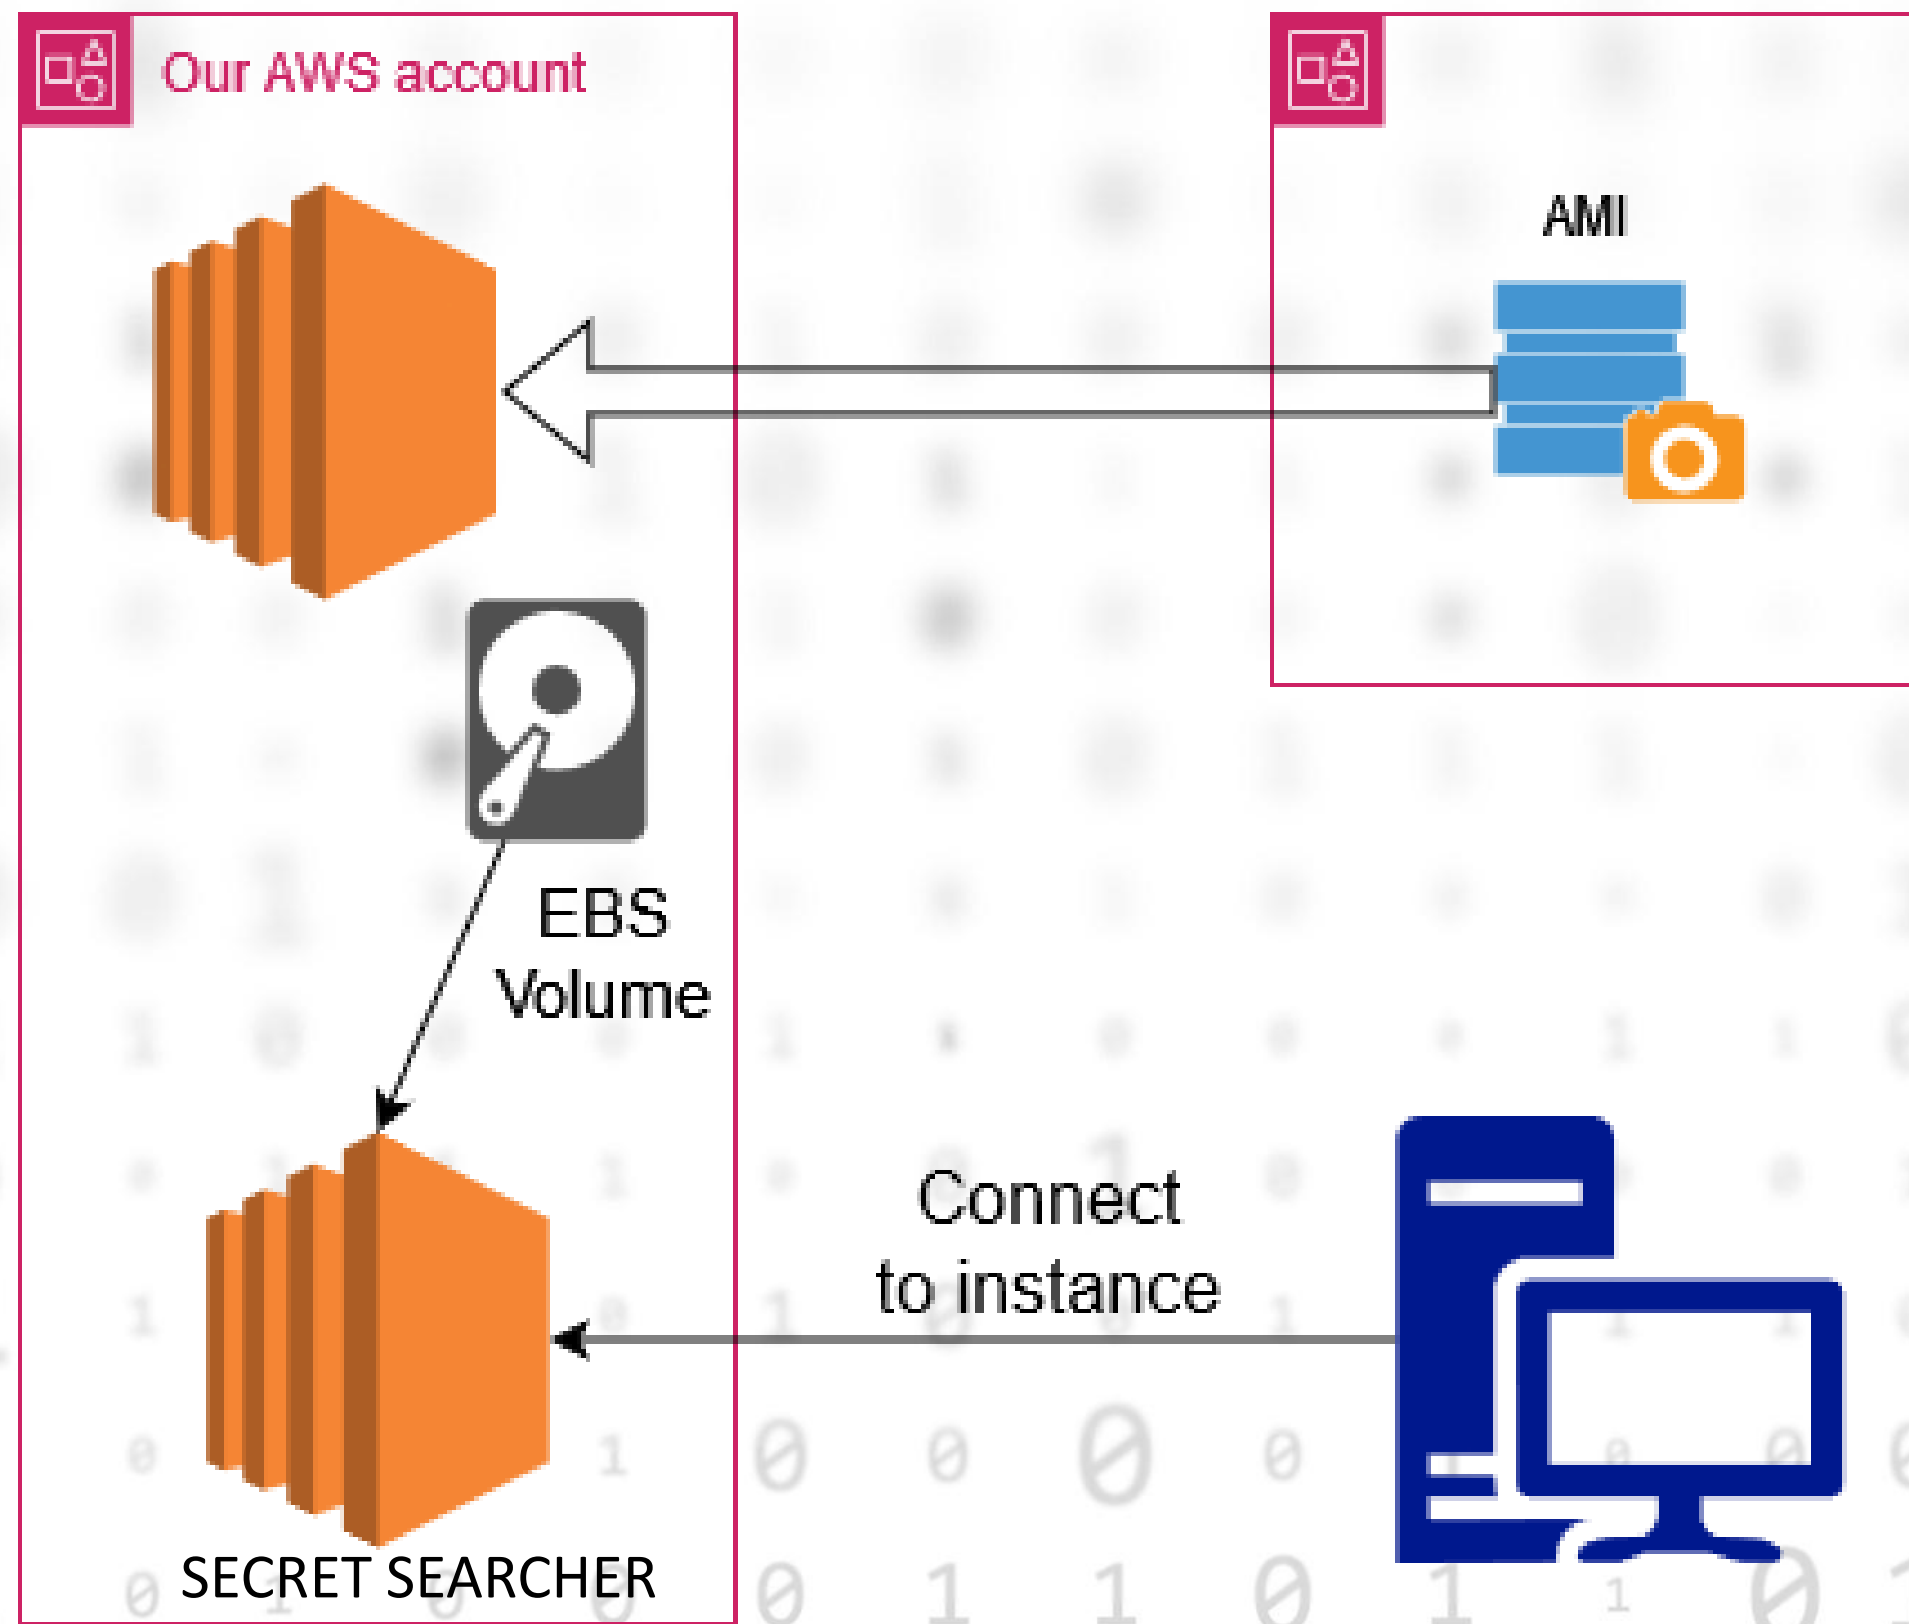 Our AWS account
AMI
EBS
Volume
Connect
to instance
SECRET SEARCHER